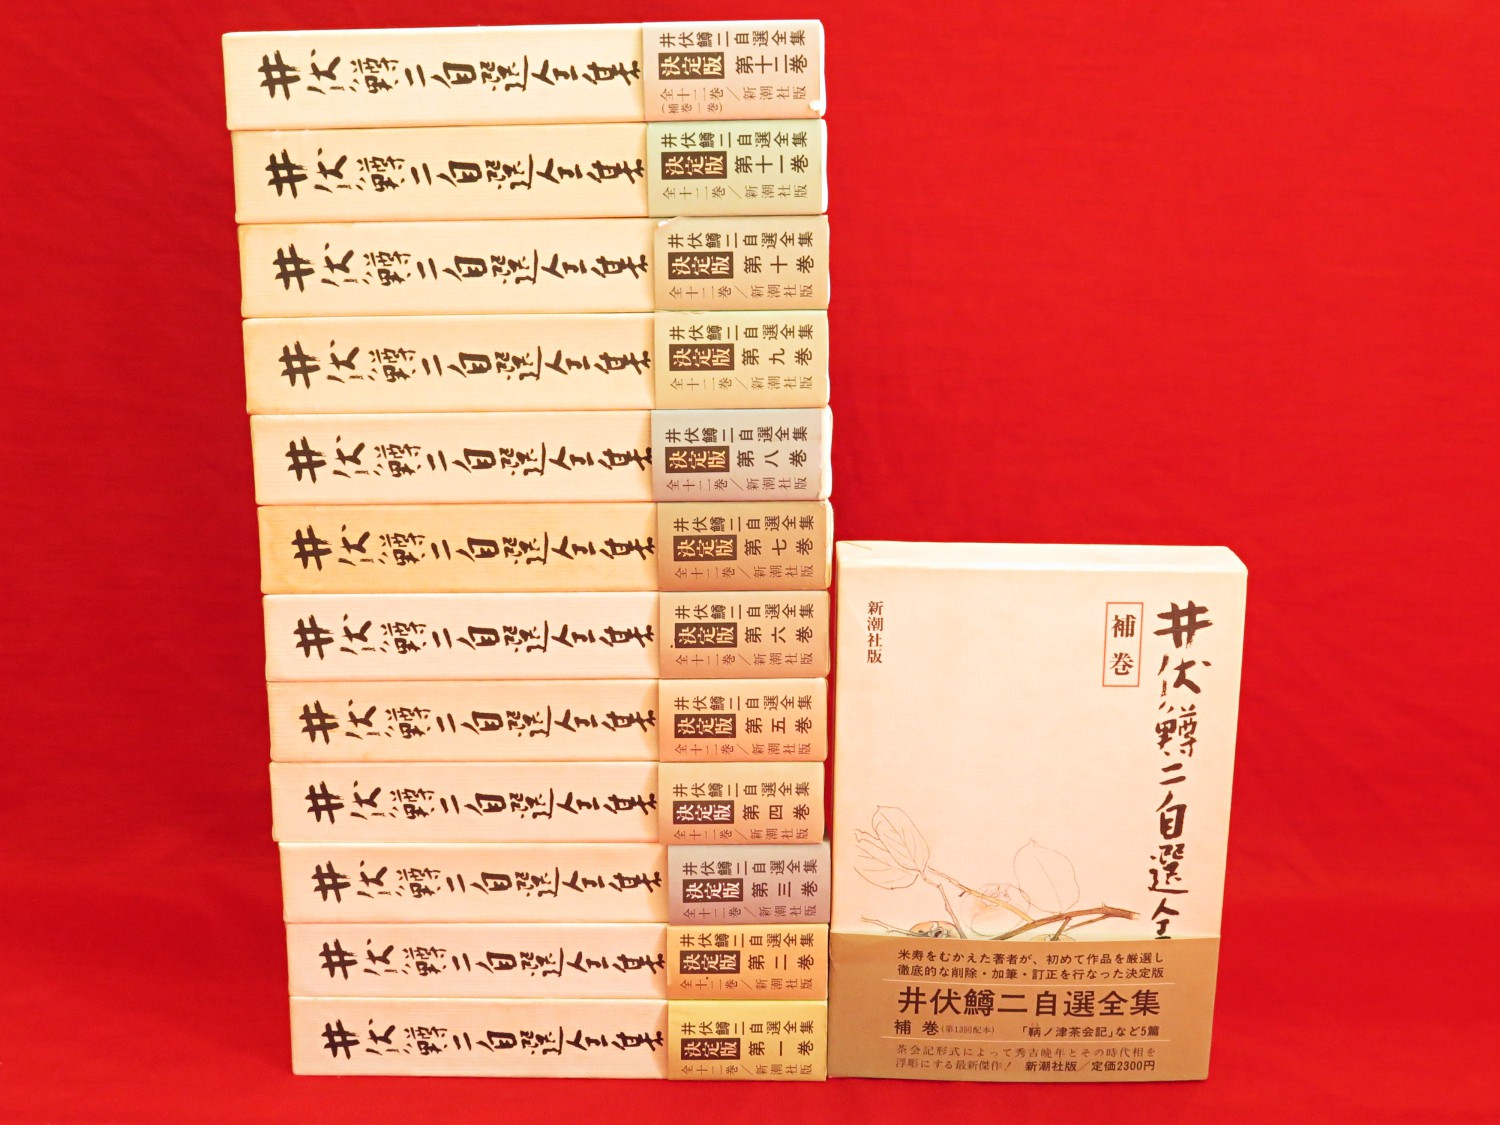 井伏鱒二自選全集
井伏鱒二自選全集
決定版 第十二巻
全十二巻／新潮社版
(補巻一巻)
井伏鱒二自選全集
井伏鱒二自選全集
決定版 第十一巻
全十二巻／新潮社版
井伏鱒二自選全集
井伏鱒二自選全集
決定版 第十巻
全十二巻／新潮社版
井伏鱒二自選全集
井伏鱒二自選全集
決定版 第九巻
全十二巻／新潮社版
井伏鱒二自選全集
井伏鱒二自選全集
決定版 第八巻
全十二巻／新潮社版
井伏鱒二自選全集
井伏鱒二自選全集
決定版 第七巻
全十二巻／新潮社版
井伏鱒二自選全集
井伏鱒二自選全集
決定版 第六巻
全十二巻／新潮社版
井伏鱒二自選全集
井伏鱒二自選全集
決定版 第五巻
全十二巻／新潮社版
井伏鱒二自選全集
井伏鱒二自選全集
決定版 第四巻
全十二巻／新潮社版
井伏鱒二自選全集
井伏鱒二自選全集
決定版 第三巻
全十二巻／新潮社版
井伏鱒二自選全集
井伏鱒二自選全集
決定版 第二巻
全十二巻／新潮社版
井伏鱒二自選全集
井伏鱒二自選全集
決定版 第一巻
全十二巻／新潮社版
井伏鱒二自選全
補巻
新潮社版
米寿をむかえた著者が、初めて作品を厳選し
徹底的な削除・加筆・訂正を行なった決定版
井伏鱒二自選全集
補巻(第13回配本) 「鞆ノ津茶会記」など5篇
茶会記形式によって秀吉晩年とその時代相を
浮彫にする最新傑作！ 新潮社版／定価2300円